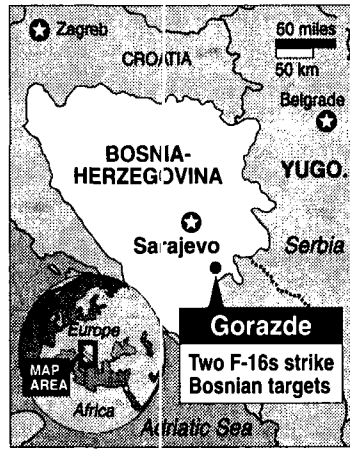 Zagreb
CROATIA
50 miles
50 km
Belgrade
BOSNIA-
HERZEGOVINA
YUGO.
Sarajevo
Serbia
Gorazde
Two F-16s strike
Bosnian targets
Europe
MAP
AREA
Africa
Adriatic Sea